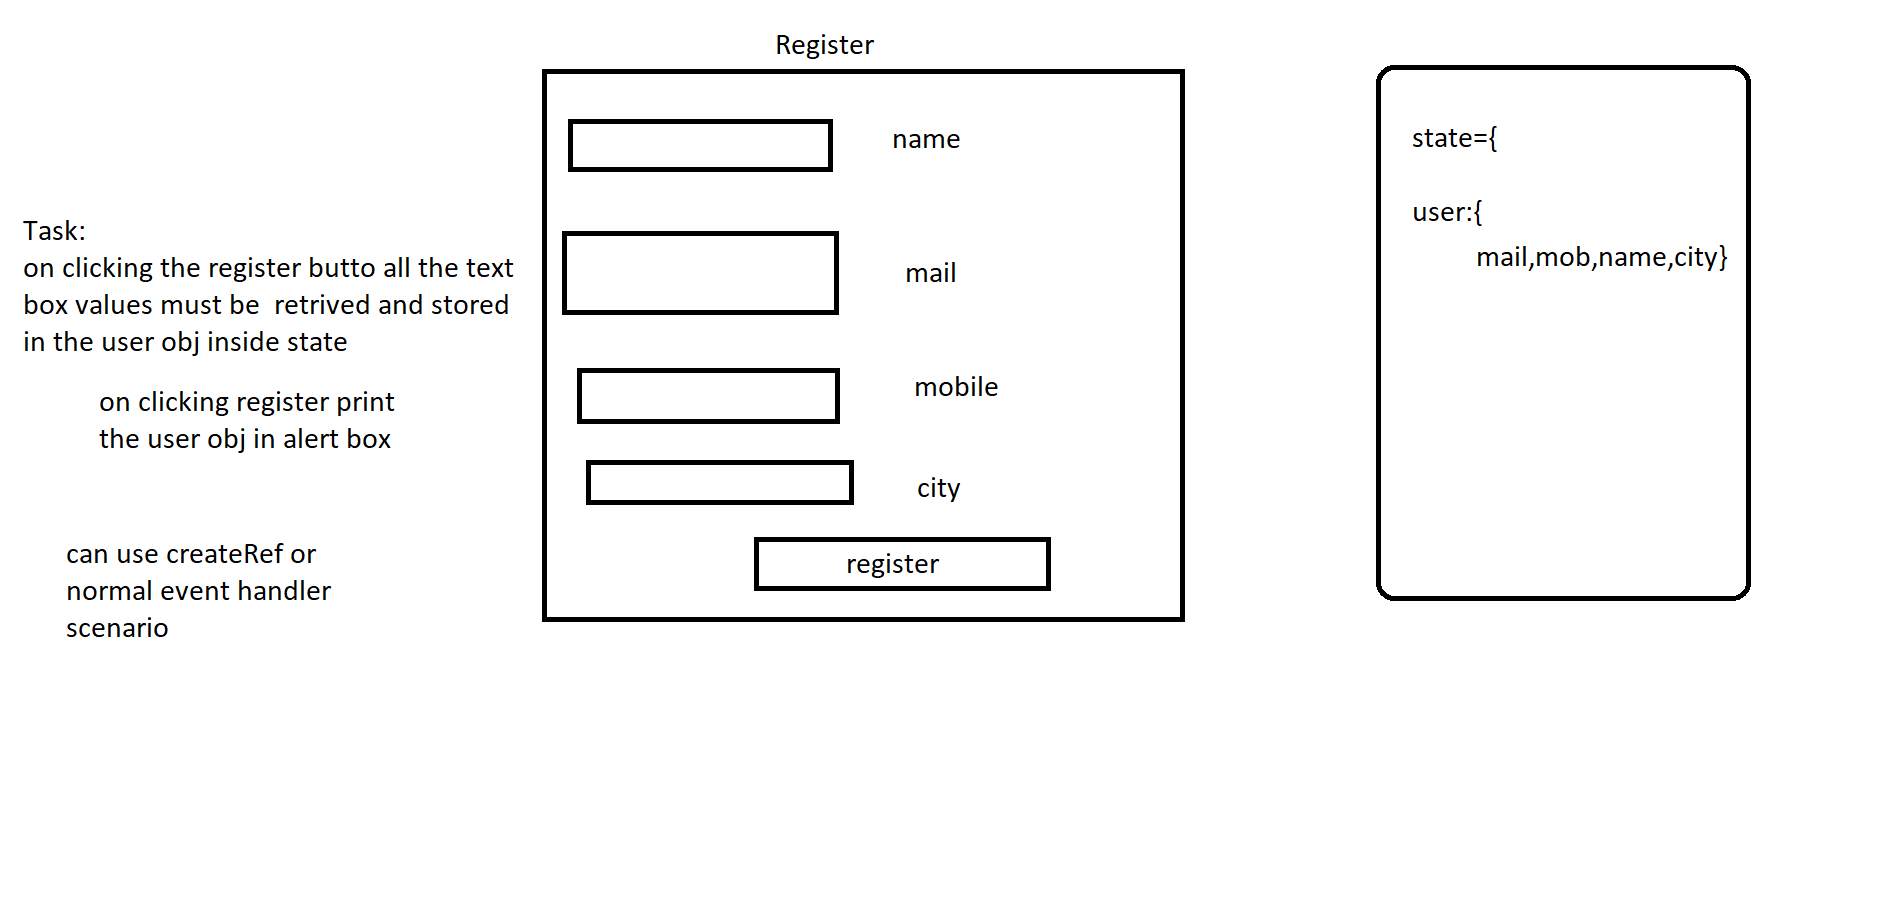 Register
name
mail
mobile
city
register
Task:
on clicking the register butto all the text
box values must be  retrived and stored
in the user obj inside state
on clicking register print
the user obj in alert box
can use createRef or
normal event handler
scenario
state={
user:{
mail,mob,name,city}